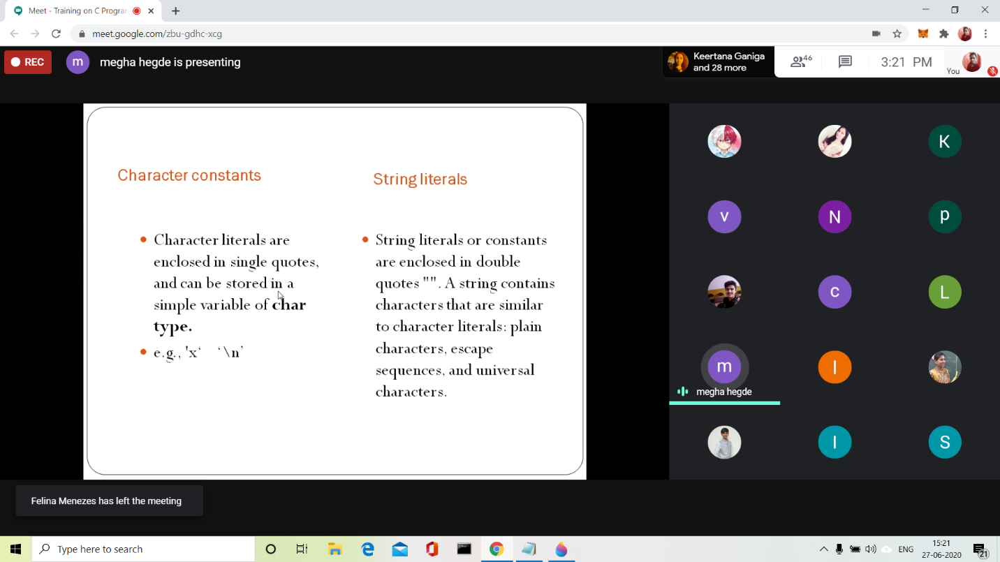 Meet - Training on C Program
meet.google.com/zbu-gdhc-xcg
REC
m
megha hegde is presenting
Keertana Ganiga
and 28 more
46
3:21 PM
You
Character constants
• Character literals are
enclosed in single quotes,
and can be stored in a
simple variable of char
type.
• e.g., 'x‘ ‘\n’
String literals
• String literals or constants
are enclosed in double
quotes "". A string contains
characters that are similar
to character literals: plain
characters, escape
sequences, and universal
characters.
K
v
N
p
c
L
m
I
megha hegde
I
S
Felina Menezes has left the meeting
Type here to search
ENG
15:21
27-06-2020
21